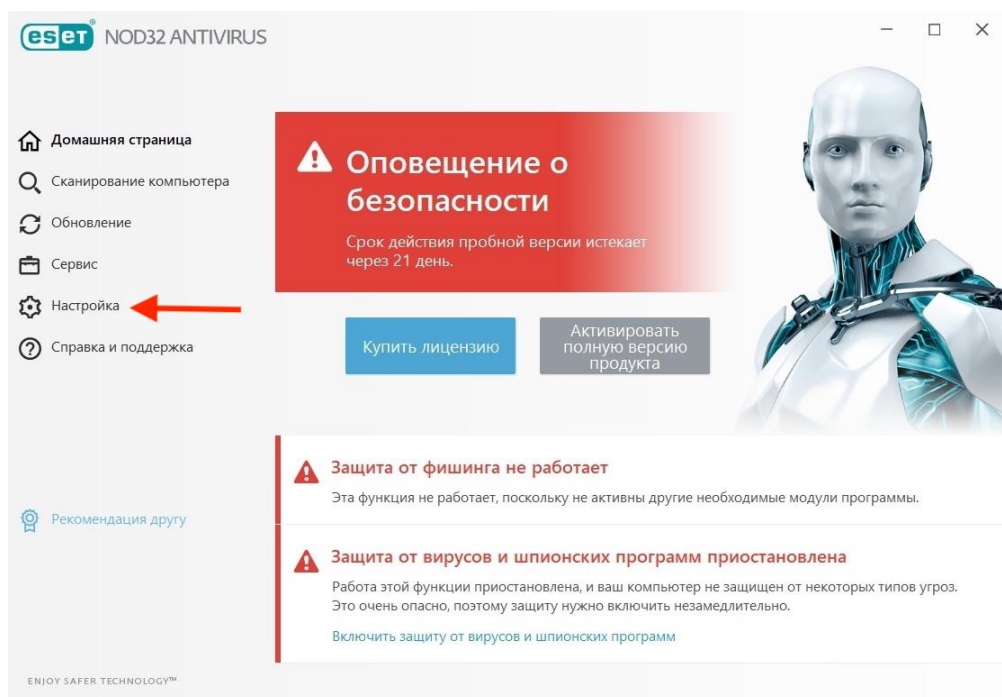 eset® NOD32 ANTIVIRUS
Домашняя страница
Сканирование компьютера
Обновление
Сервис
Настройка
Справка и поддержка
Рекомендация другу
Оповещение о
безопасности
Срок действия пробной версии истекает
через 21 день.
Купить лицензию
Активировать
полную версию
продукта
Защита от фишинга не работает
Эта функция не работает, поскольку не активны другие необходимые модули программы.
Защита от вирусов и шпионских программ приостановлена
Работа этой функции приостановлена, и ваш компьютер не защищен от некоторых типов угроз.
Это очень опасно, поэтому защиту нужно включить незамедлительно.
Включить защиту от вирусов и шпионских программ
ENJOY SAFER TECHNOLOGY™